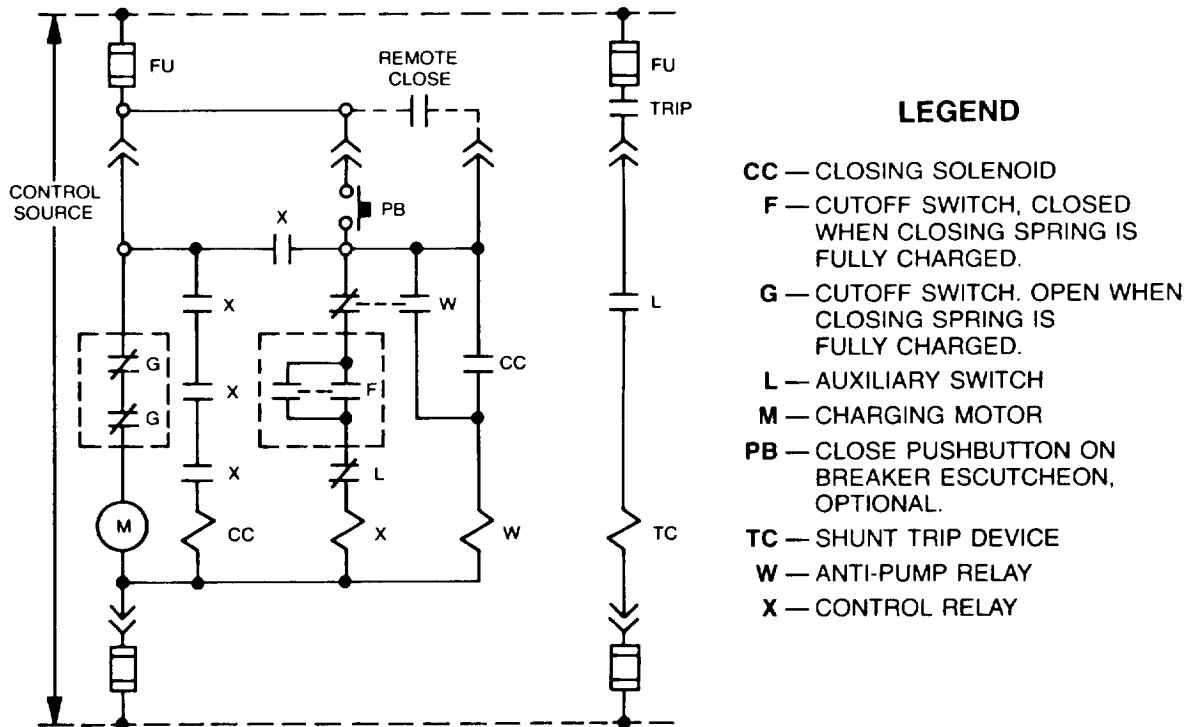 FU
REMOTE
CLOSE
FU
TRIP
CONTROL
SOURCE
X
PB
X
W
L
G
F
CC
X
G
X
L
M
CC
X
W
TC
LEGEND
CC — CLOSING SOLENOID
F — CUTOFF SWITCH, CLOSED
WHEN CLOSING SPRING IS
FULLY CHARGED.
G — CUTOFF SWITCH. OPEN WHEN
CLOSING SPRING IS
FULLY CHARGED.
L — AUXILIARY SWITCH
M — CHARGING MOTOR
PB — CLOSE PUSHBUTTON ON
BREAKER ESCUTCHEON,
OPTIONAL.
TC — SHUNT TRIP DEVICE
W — ANTI-PUMP RELAY
X — CONTROL RELAY